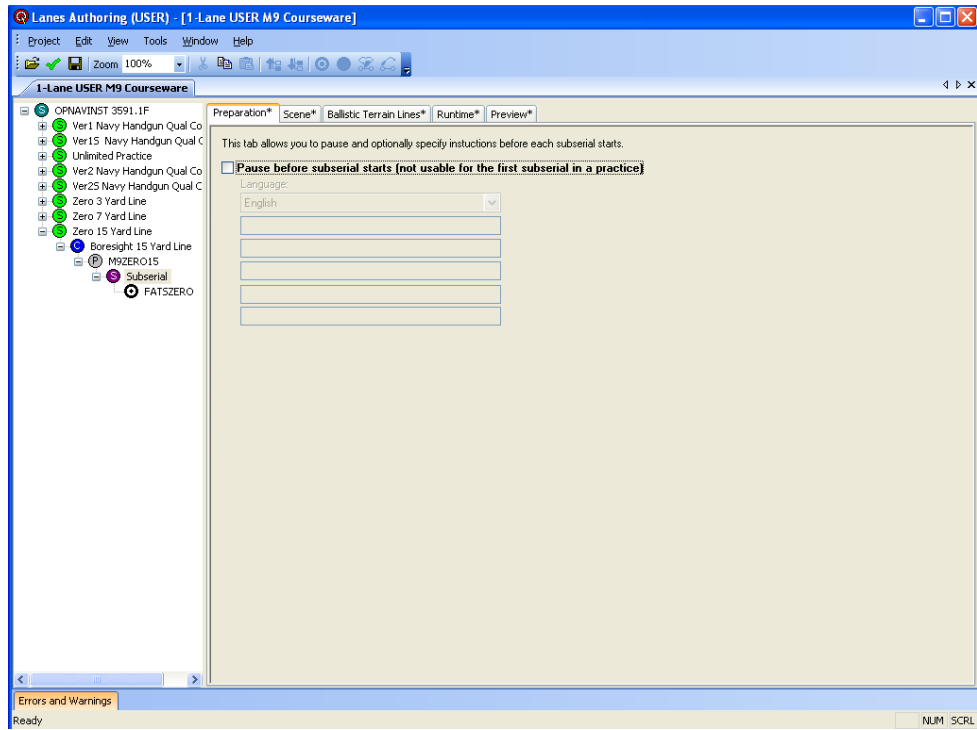 Lanes Authoring (USER) - [1-Lane USER M9 Courseware]
Project Edit View Tools Window Help
Zoom 100%
1-Lane USER M9 Courseware
S OPNAVINST 3591.1F
S Ver1 Navy Handgun Qual Co
S Ver1S Navy Handgun Qual C
S Unlimited Practice
S Ver2 Navy Handgun Qual Co
S Ver2S Navy Handgun Qual C
S Zero 3 Yard Line
S Zero 7 Yard Line
S Zero 15 Yard Line
C Boresight 15 Yard Line
P M9ZERO15
S Subserial
FATSZERO
Preparation* Scene* Ballistic Terrain Lines* Runtime* Preview*
This tab allows you to pause and optionally specify instuctions before each subserial starts.
Pause before subserial starts (not usable for the first subserial in a practice)
Language:
English
Errors and Warnings
Ready
NUM SCRL